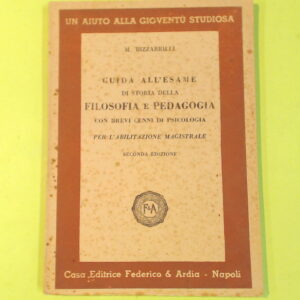 UN AIUTO ALLA GIOVENTÙ STUDIOSA
M. BIZZARRILLI
GUIDA ALL'ESAME
DI STORIA DELLA
FILOSOFIA E PEDAGOGIA
CON BREVI CENNI DI PSICOLOGIA
PER L'ABILITAZIONE MAGISTRALE
SECONDA EDIZIONE
F&A
Casa Editrice Federico & Ardia - Napoli